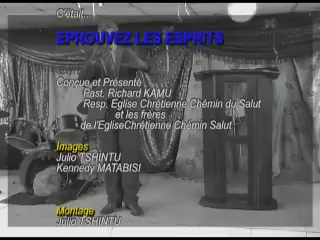 C'était...
EPROUVEZ LES ESPRITS
Conçue et Présenté
Past. Richard KAMU
Resp. Eglise Chrétienne Chémin du Salut
et les frères
de l'EgliseChrétienne Chémin Salut
Images
Julio TSHINTU
Kennedy MATABISI
Montage
Julio TSHINTU